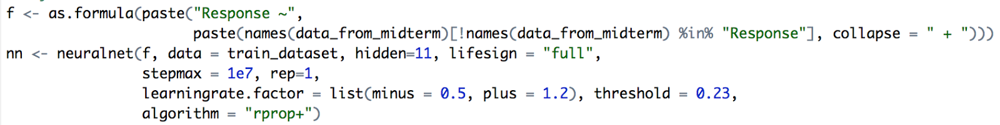 f <- as.formula(paste("Response ~",
paste(names(data_from_midterm)[!names(data_from_midterm) %in% "Response"], collapse = " + ")))
nn <- neuralnet(f, data = train_dataset, hidden=11, lifesign = "full",
stepmax = 1e7, rep=1,
learningrate.factor = list(minus = 0.5, plus = 1.2), threshold = 0.23,
algorithm = "rprop+")